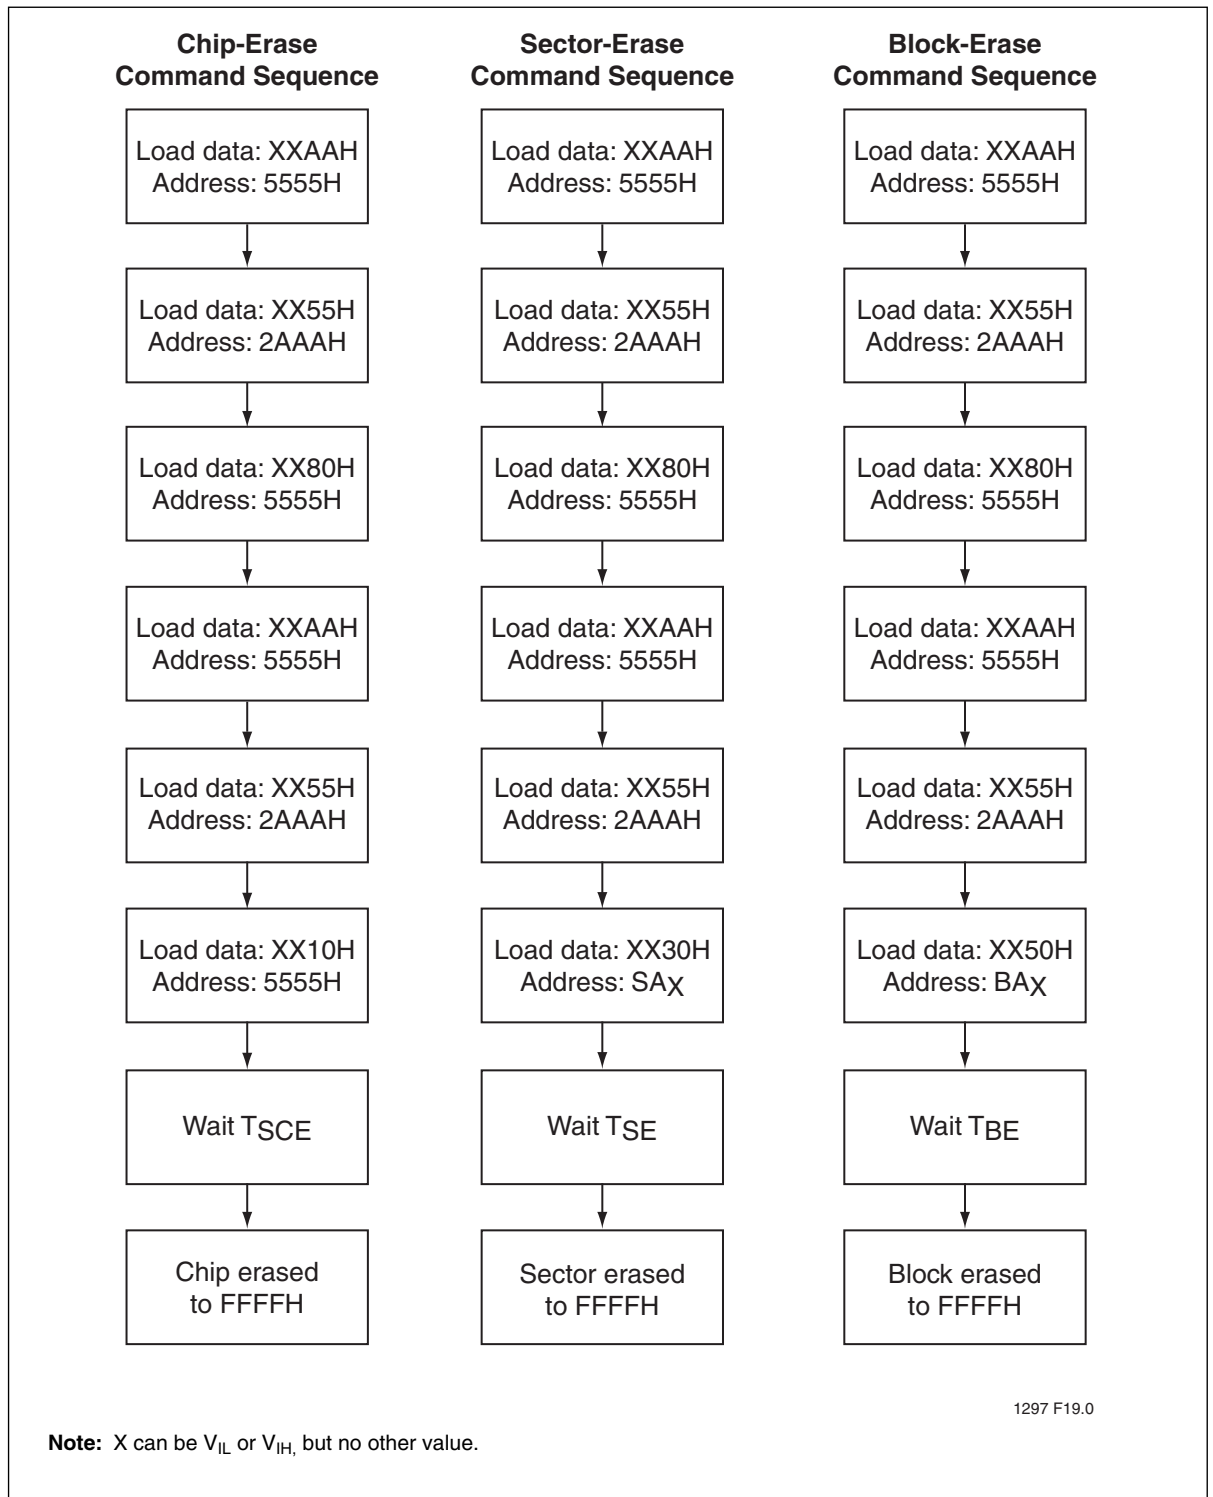 Chip-Erase
Command Sequence
Load data: XXAAH
Address: 5555H
Load data: XX55H
Address: 2AAAH
Load data: XX80H
Address: 5555H
Load data: XXAAH
Address: 5555H
Load data: XX55H
Address: 2AAAH
Load data: XX10H
Address: 5555H
Wait TSCE
Chip erased
to FFFFH
Sector-Erase
Command Sequence
Load data: XXAAH
Address: 5555H
Load data: XX55H
Address: 2AAAH
Load data: XX80H
Address: 5555H
Load data: XXAAH
Address: 5555H
Load data: XX55H
Address: 2AAAH
Load data: XX30H
Address: SAX
Wait TSE
Sector erased
to FFFFH
Block-Erase
Command Sequence
Load data: XXAAH
Address: 5555H
Load data: XX55H
Address: 2AAAH
Load data: XX80H
Address: 5555H
Load data: XXAAH
Address: 5555H
Load data: XX55H
Address: 2AAAH
Load data: XX50H
Address: BAX
Wait TBE
Block erased
to FFFFH
1297 F19.0
Note: X can be VIL or VIH, but no other value.